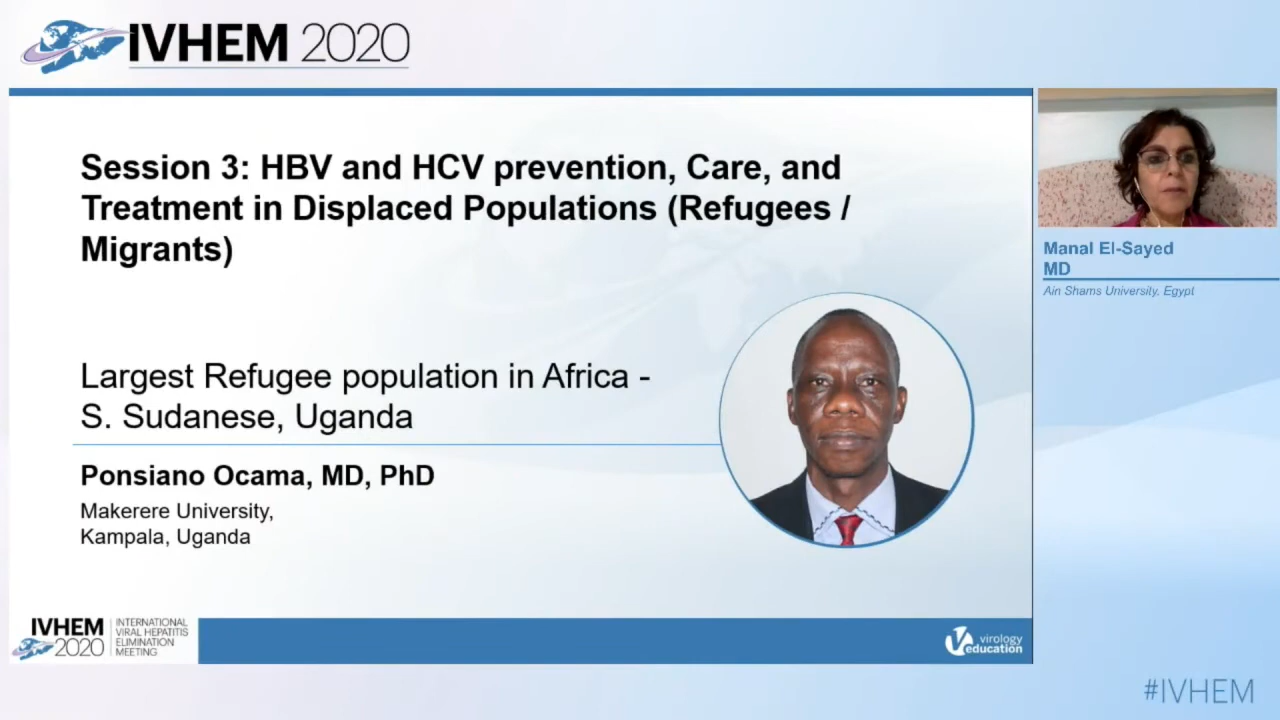 IVHEM 2020
Session 3: HBV and HCV prevention, Care, and
Treatment in Displaced Populations (Refugees /
Migrants)
Largest Refugee population in Africa -
S. Sudanese, Uganda
Ponsiano Ocama, MD, PhD
Makerere University,
Kampala, Uganda
Manal El-Sayed
MD
Ain Shams University, Egypt
IVHEM
2020
INTERNATIONAL
VIRAL HEPATITIS
ELIMINATION
MEETING
virology
education
#IVHEM